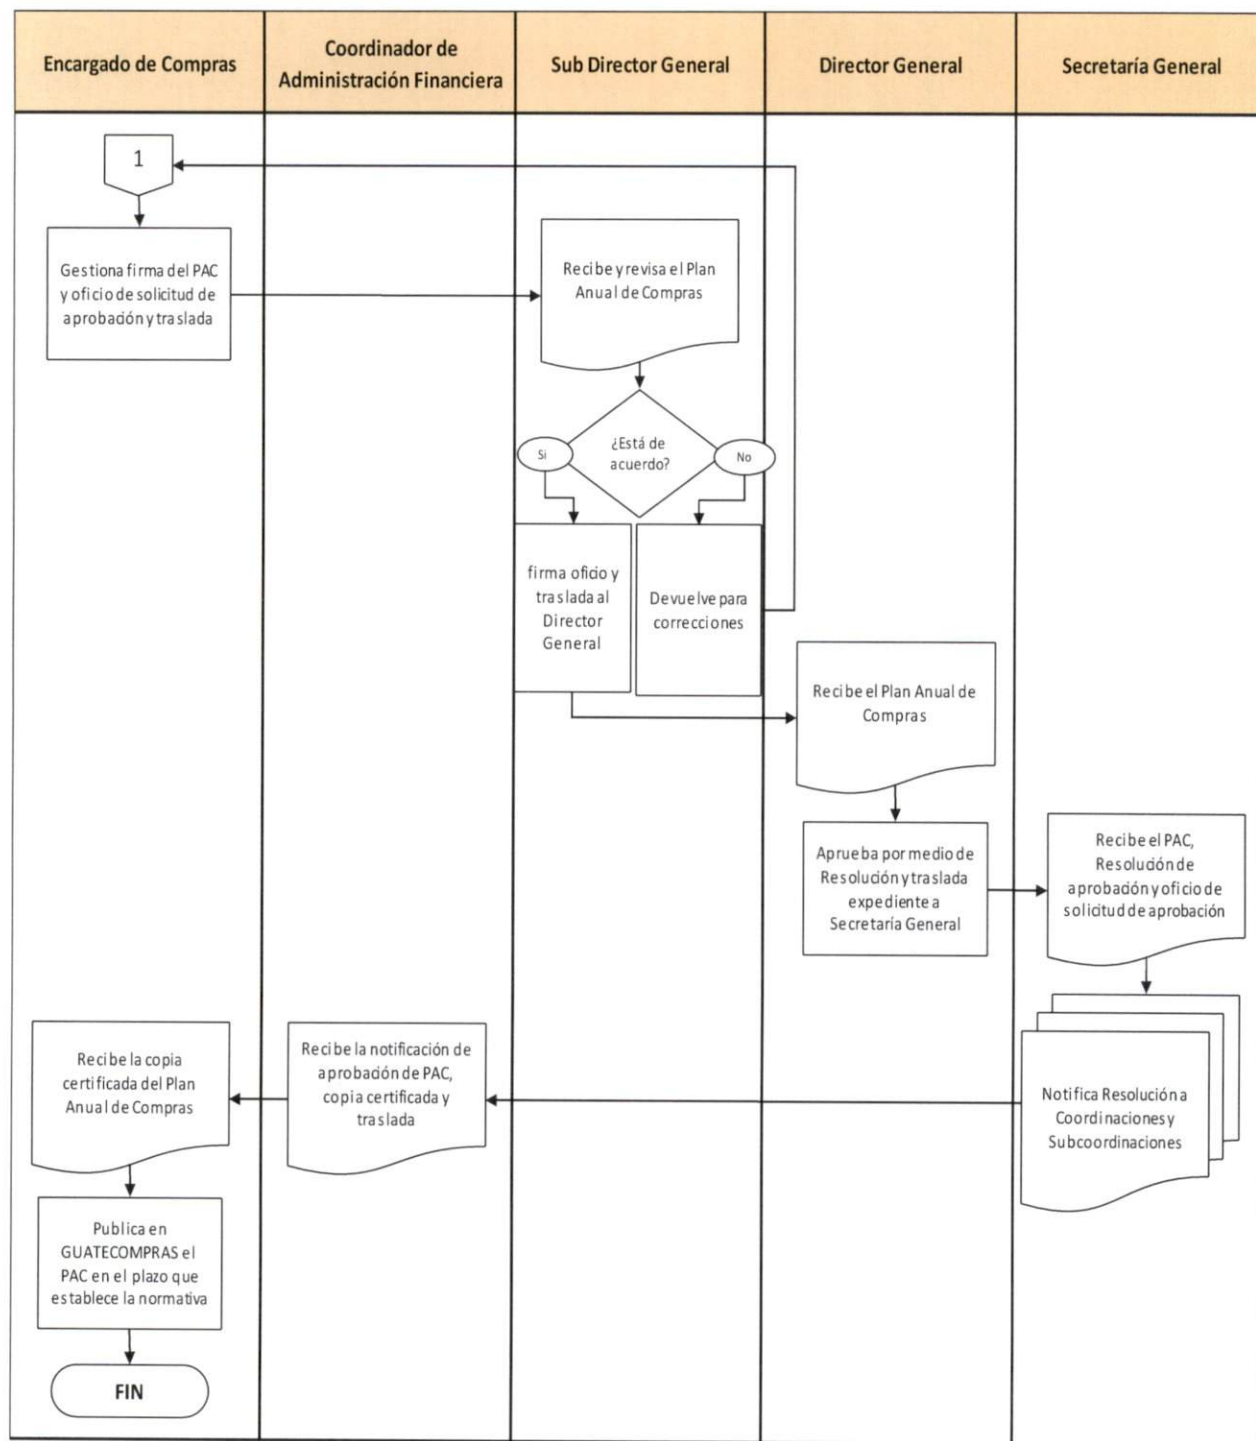 Encargado de Compras
Coordinador de
Administración Financiera
Sub Director General
Director General
Secretaría General
1
Gestiona firma del PAC
y oficio de solicitud de
aprobación y traslada
Recibe y revisa el Plan
Anual de Compras
¿Está de
acuerdo?
Si
No
firma oficio y
traslada al
Director
General
Devuelve para
correcciones
Recibe el Plan Anual de
Compras
Aprueba por medio de
Resolución y traslada
expediente a
Secretaría General
Recibe el PAC,
Resolución de
aprobación y oficio de
solicitud de aprobación
Notifica Resolución a
Coordinaciones y
Subcoordinaciones
Recibe la notificación de
aprobación de PAC,
copia certificada y
traslada
Recibe la copia
certificada del Plan
Anual de Compras
Publica en
GUATECOMPRAS el
PAC en el plazo que
establece la normativa
FIN